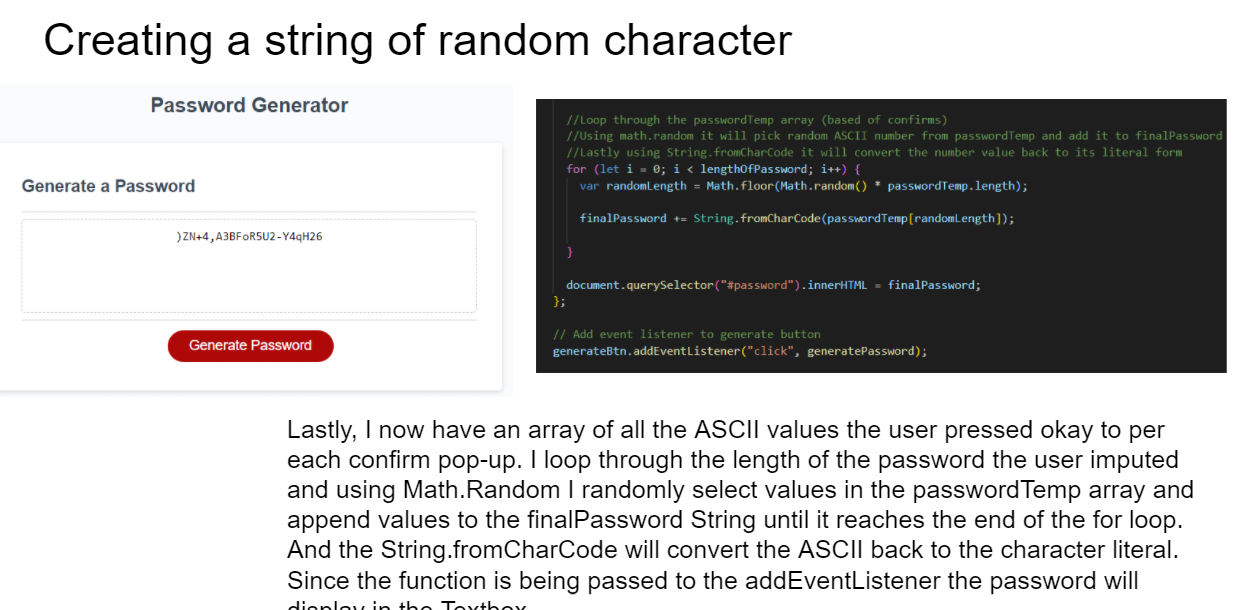 Creating a string of random character
Password Generator
Generate a Password
)ZN+4,A3BFoR5U2-Y4qH26
Generate Password
//Loop through the passwordTemp array (based of confirms)
//Using math.random it will pick random ASCII number from passwordTemp and add it to finalPassword
//Lastly using String.fromCharCode it will convert the number value back to its literal form
for (let i = 0; i < lengthOfPassword; i++) {
var randomLength = Math.floor(Math.random() * passwordTemp.length);
finalPassword += String.fromCharCode(passwordTemp[randomLength]);
}
document.querySelector("#password").innerHTML = finalPassword;
};
// Add event listener to generate button
generateBtn.addEventListener("click", generatePassword);
Lastly, I now have an array of all the ASCII values the user pressed okay to per
each confirm pop-up. I loop through the length of the password the user imputed
and using Math.Random I randomly select values in the passwordTemp array and
append values to the finalPassword String until it reaches the end of the for loop.
And the String.fromCharCode will convert the ASCII back to the character literal.
Since the function is being passed to the addEventListener the password will
display in the Textbox